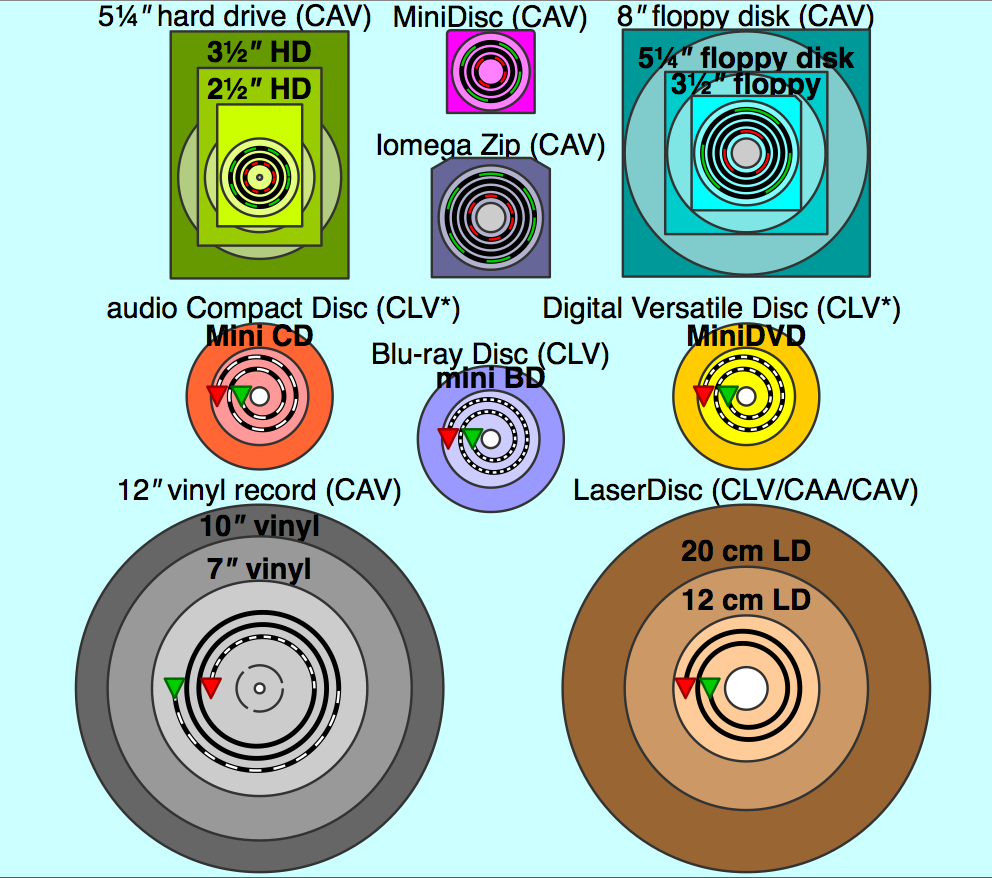 5¼″ hard drive (CAV)
MiniDisc (CAV)
8″ floppy disk (CAV)
3½″ HD
5¼″ floppy disk
2½″ HD
3½″ floppy
Iomega Zip (CAV)
audio Compact Disc (CLV*)
Digital Versatile Disc (CLV*)
Mini CD
MiniDVD
Blu-ray Disc (CLV)
mini BD
12″ vinyl record (CAV)
LaserDisc (CLV/CAA/CAV)
10″ vinyl
20 cm LD
7″ vinyl
12 cm LD